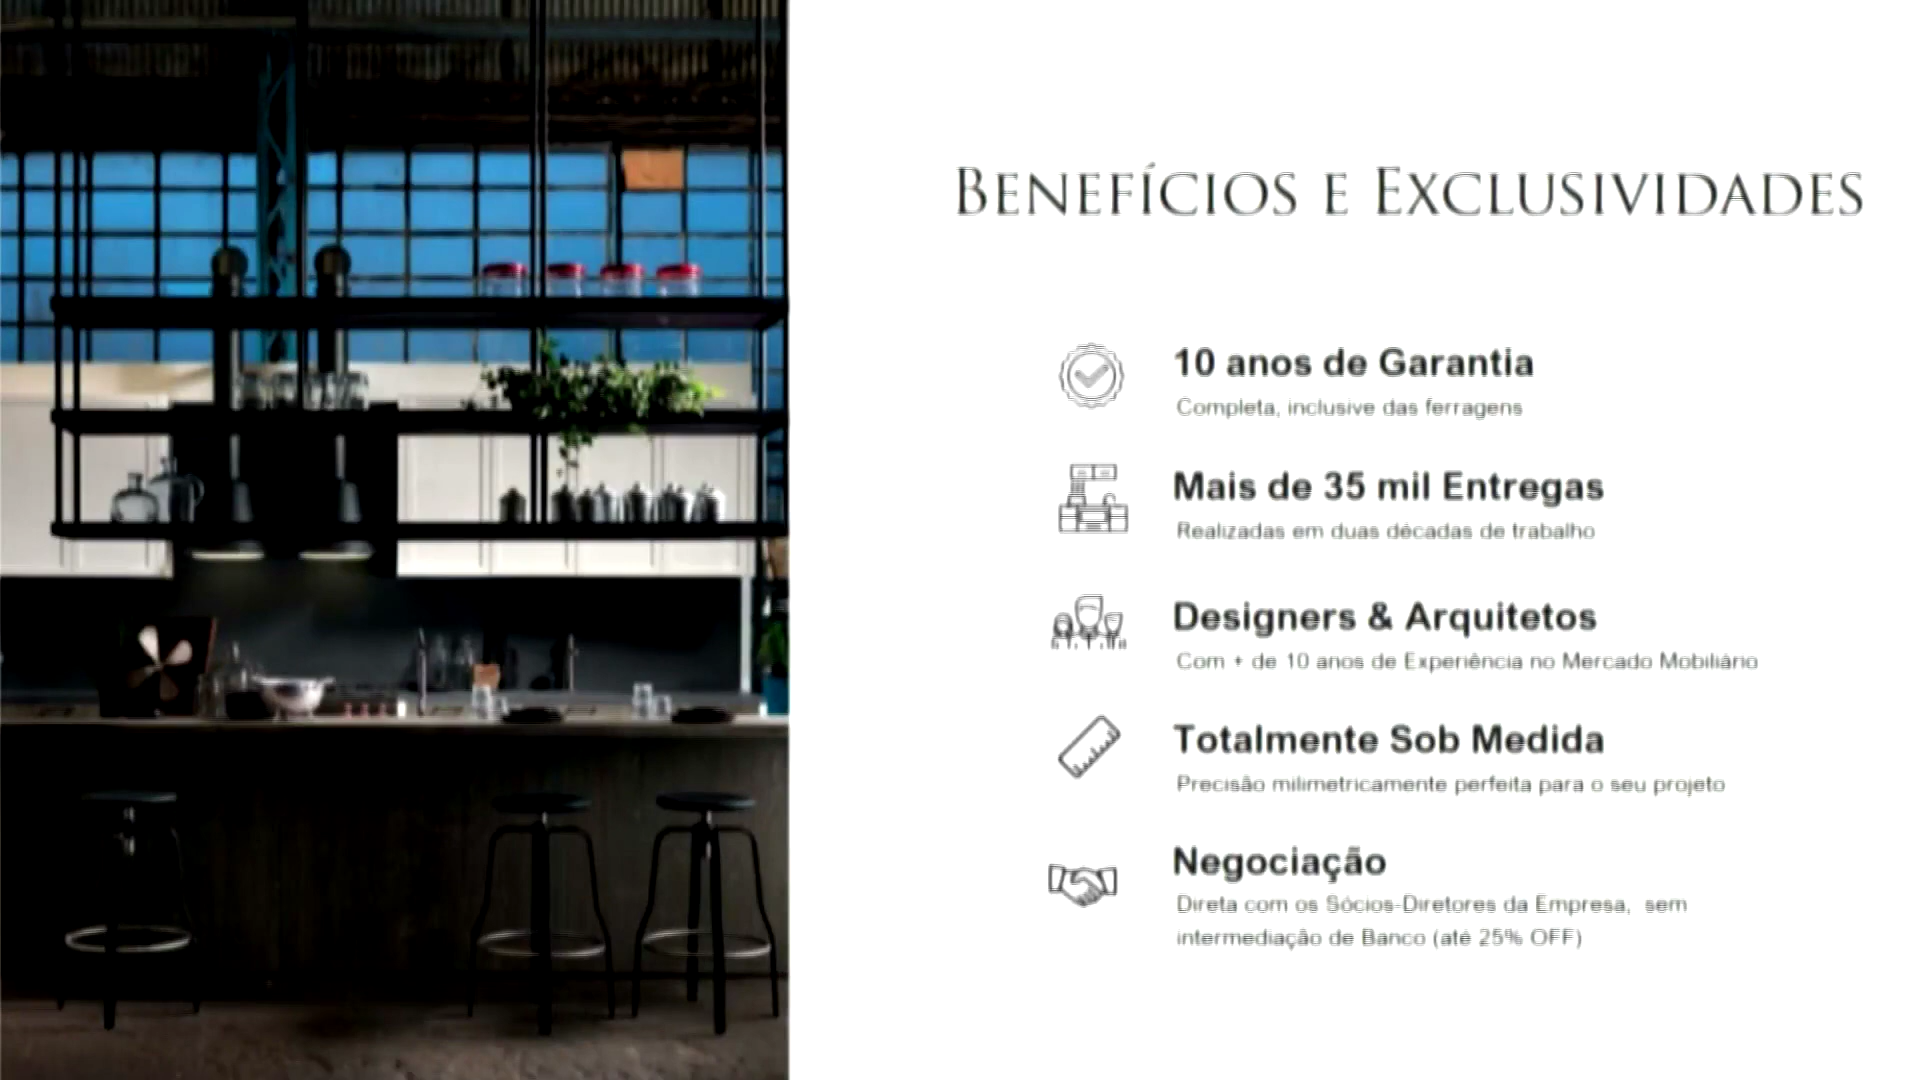 BENEFÍCIOS E EXCLUSIVIDADES
10 anos de Garantia
Completa, inclusive das ferragens
Mais de 35 mil Entregas
Realizadas em duas décadas de trabalho
Designers & Arquitetos
Com + de 10 anos de Experiência no Mercado Mobiliário
Totalmente Sob Medida
Precisão milimetricamente perfeita para o seu projeto
Negociação
Direta com os Sócios-Diretores da Empresa, sem
intermediação de Banco (até 25% OFF)